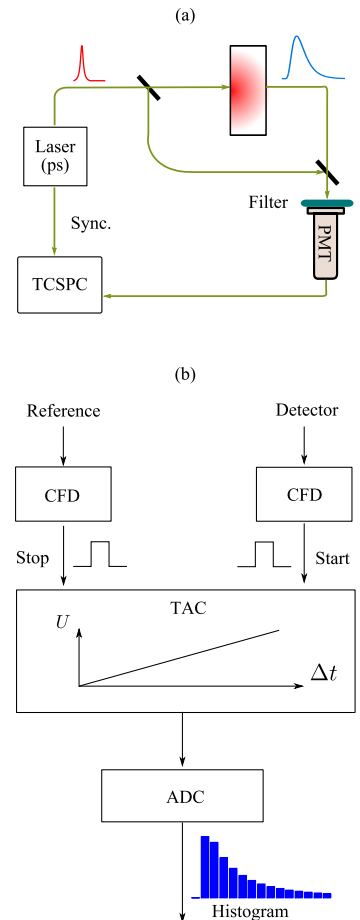 (a)
Laser
(ps)
Filter
Sync.
PMT
TCSPC
(b)
Reference
Detector
CFD
CFD
Stop
Start
TAC
U
Δt
ADC
Histogram